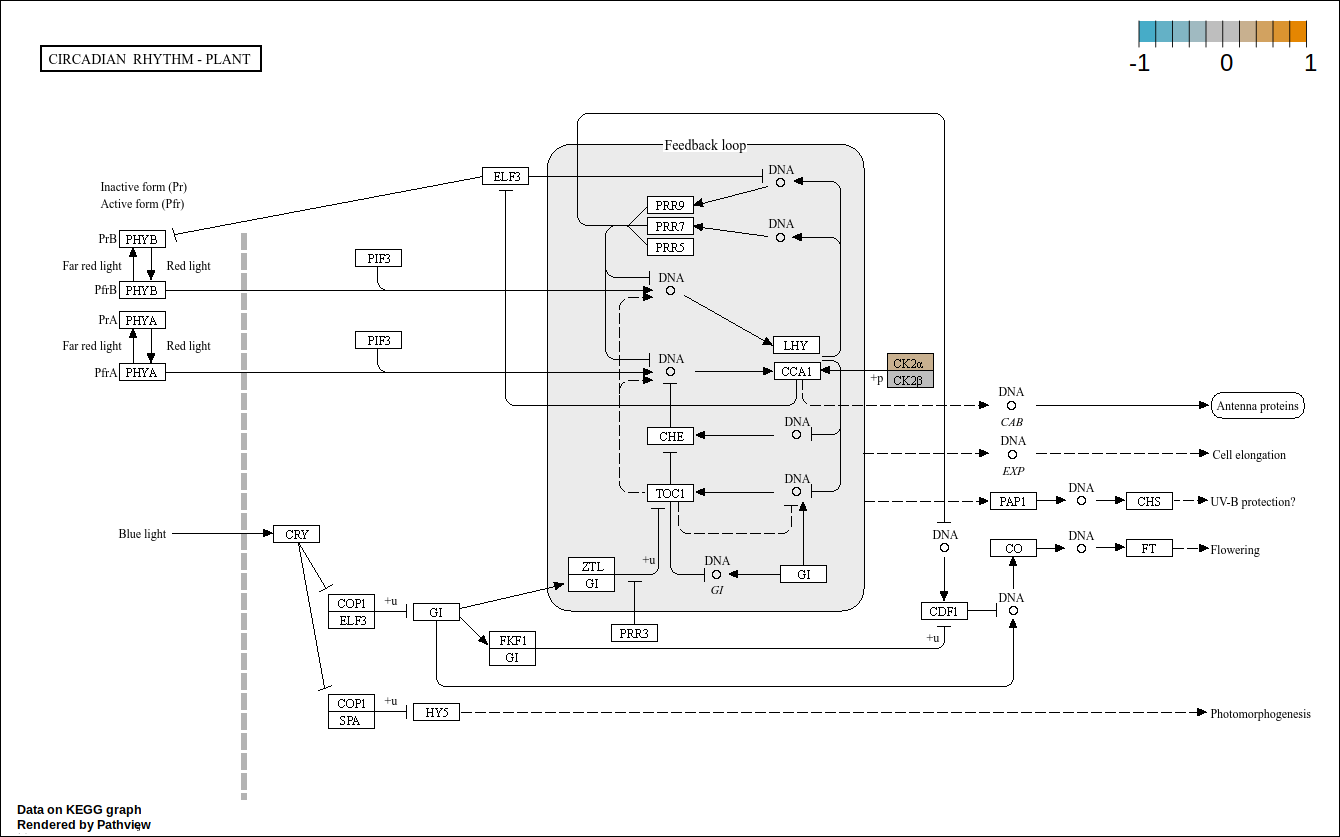 CIRCADIAN RHYTHM - PLANT
-1 0 1
Feedback loop
DNA
ELF3
Inactive form (Pr)
Active form (Pfr)
PRR9
PRR7
DNA
PRR5
PrB PHYB
Far red light Red light
PIF3
DNA
PfrB PHYB
PrA PHYA
Far red light Red light
PIF3
LHY
DNA
CK2α
PfrA PHYA
CCA1
+p CK2β
DNA
CAB
Antenna proteins
DNA
CHE
DNA
EXP
Cell elongation
DNA
TOC1
PAP1
DNA
CHS
UV-B protection?
Blue light
CRY
DNA
CO
DNA
FT
Flowering
+u
ZTL
GI
DNA
GI
GI
COP1
ELF3
+u
GI
DNA
CDF1
PRR3
FKF1
GI
+u
COP1
SPA
+u
HY5
Photomorphogenesis
Data on KEGG graph
Rendered by Pathview